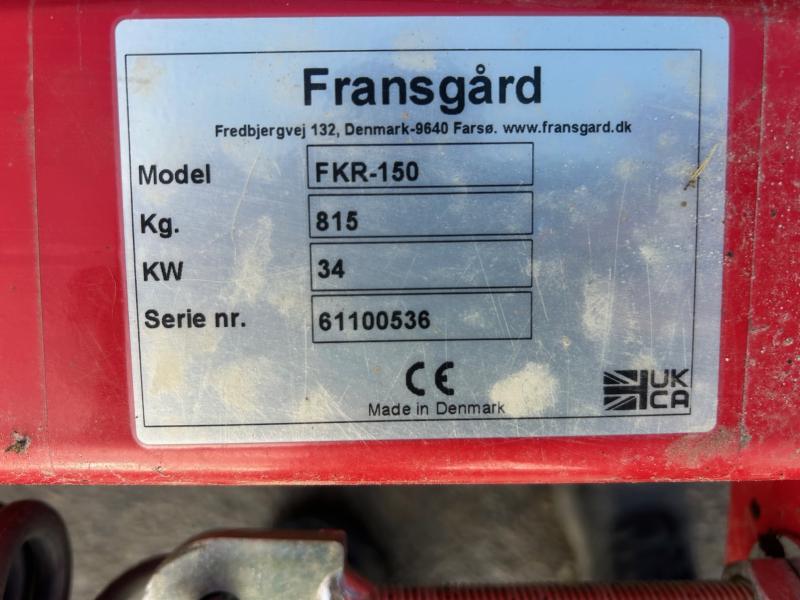 Fransgård
Fredbjergvej 132, Denmark-9640 Farsø. www.fransgard.dk
Model FKR-150
Kg. 815
KW 34
Serie nr. 61100536
CE
Made in Denmark
UK
CA